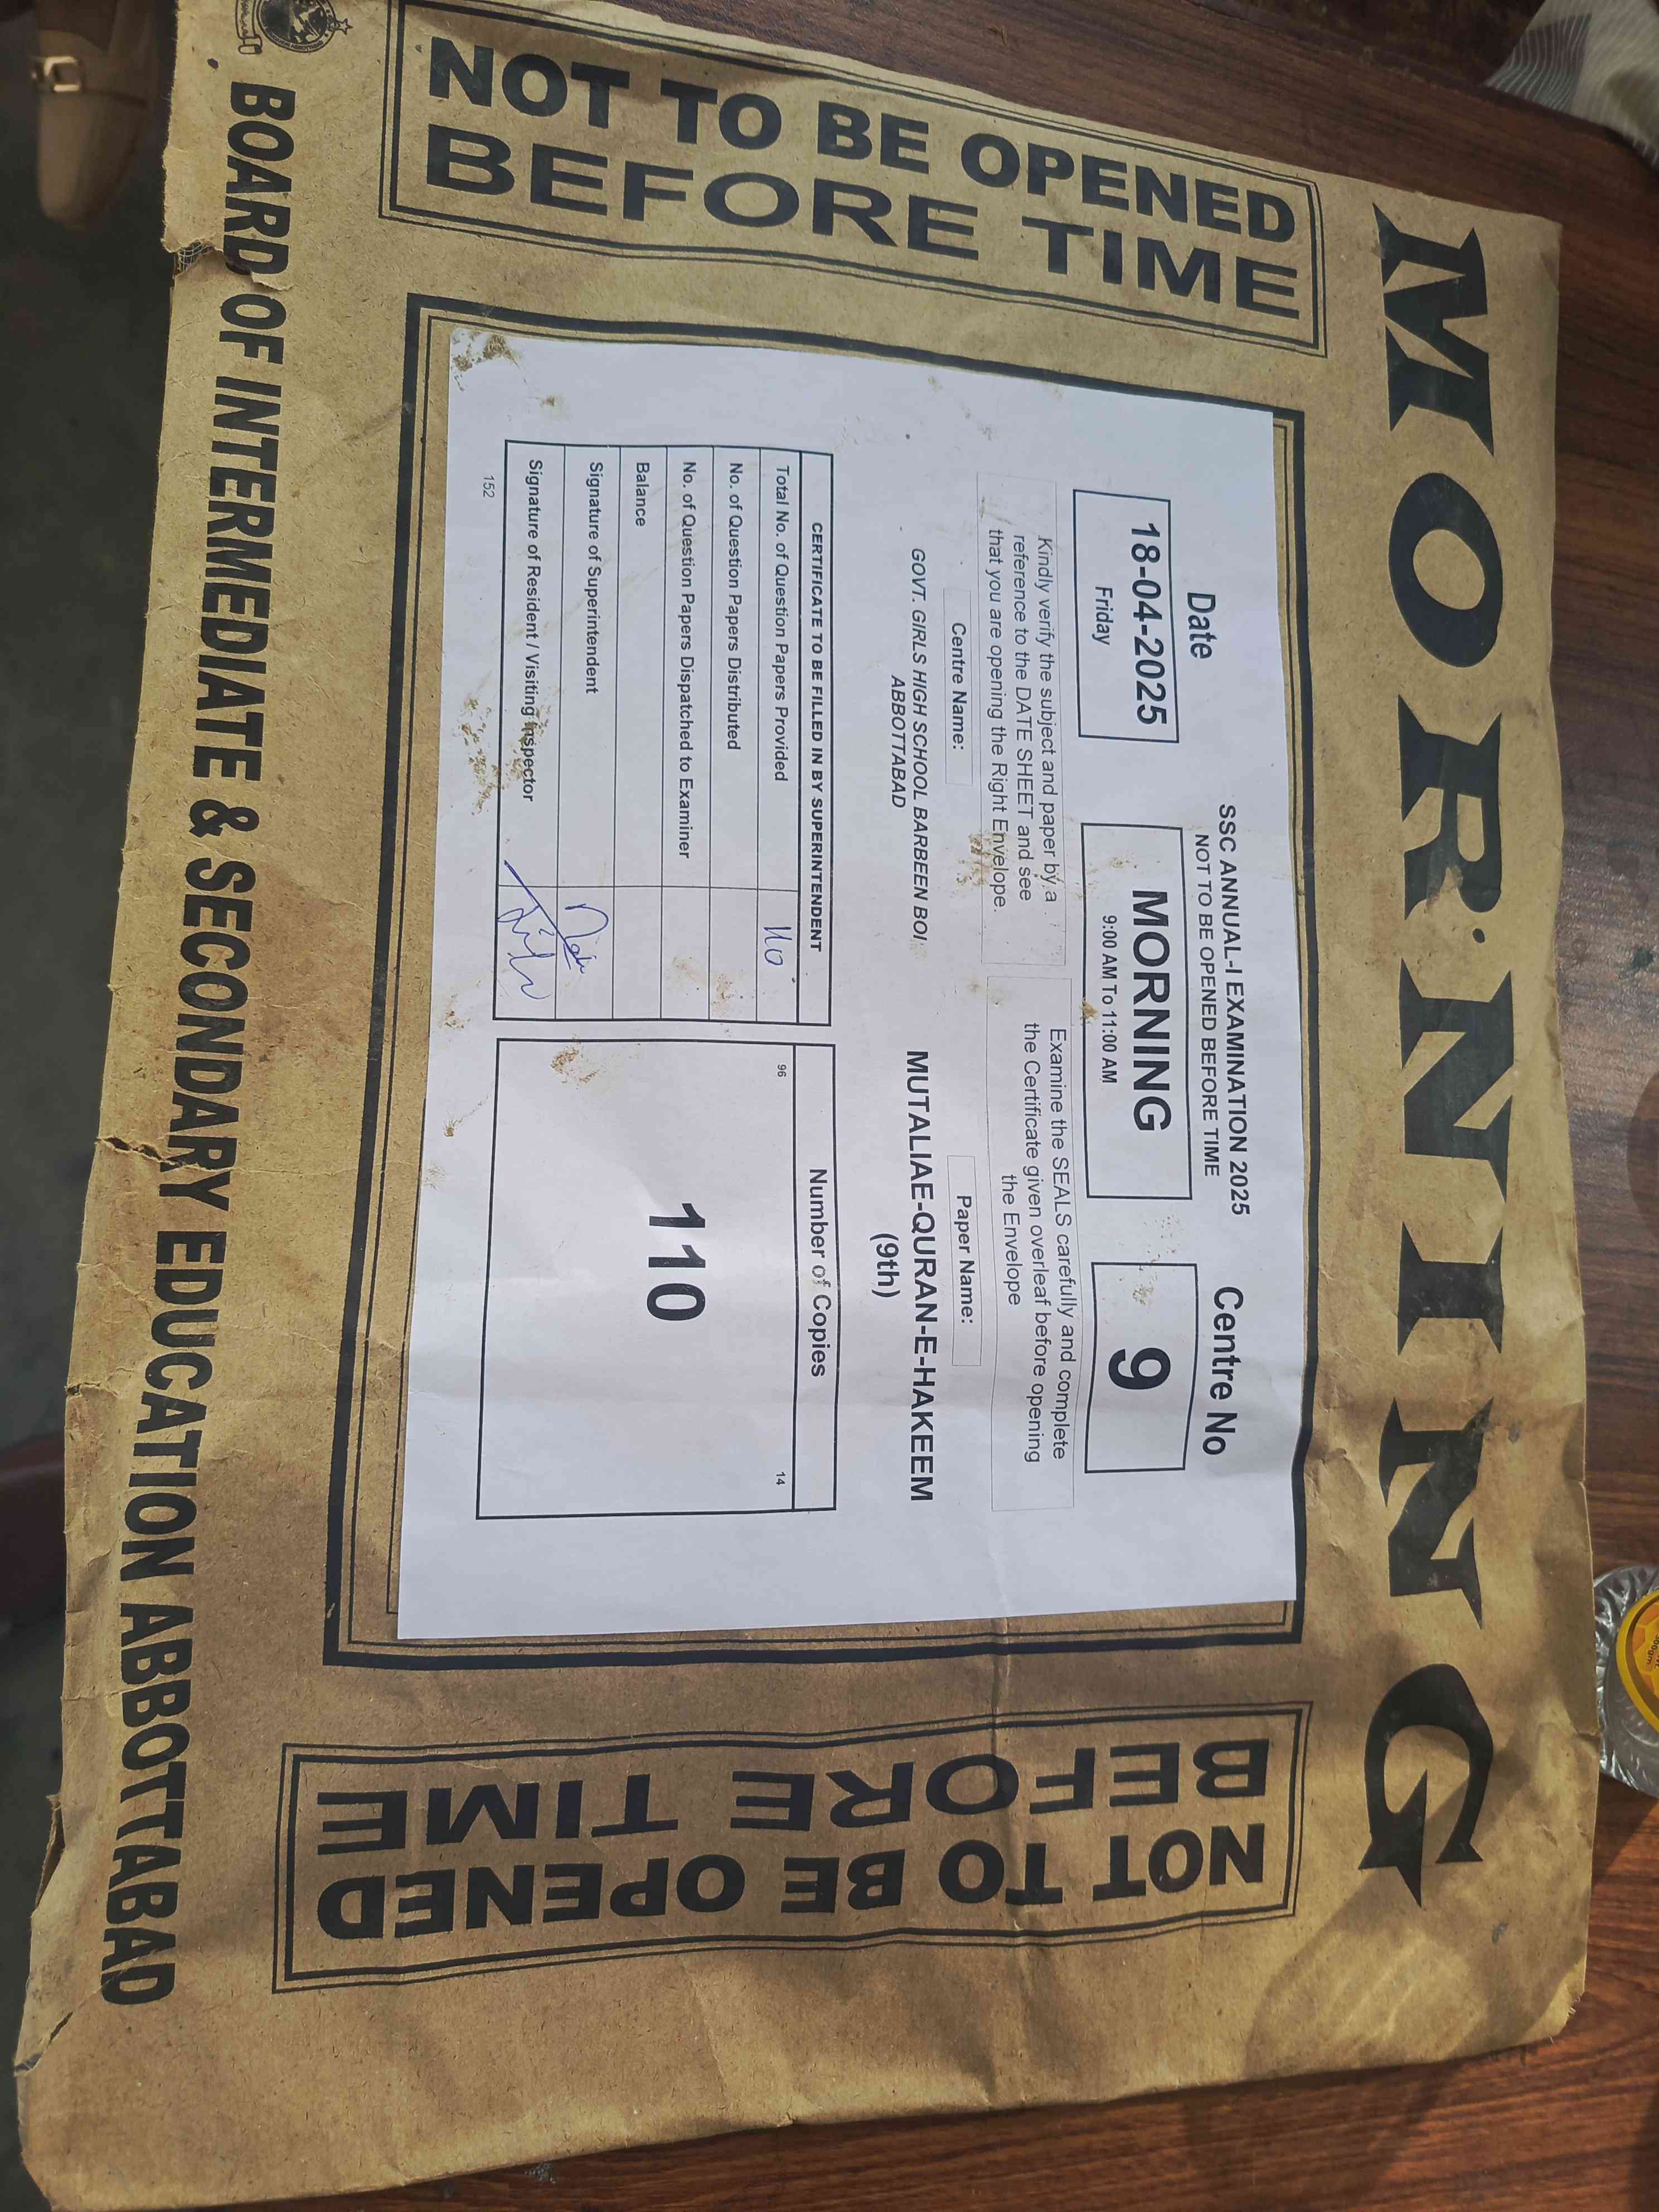 MORNING
NOT TO BE OPENED
BEFORE TIME
Date
18-04-2025
Friday
SSC ANNUAL-I EXAMINATION 2025
NOT TO BE OPENED BEFORE TIME
MORNING
9:00 AM To 11:00 AM
Centre No
9
Kindly verify the subject and paper by a
reference to the DATE SHEET and see
that you are opening the Right Envelope.
Examine the SEALS carefully and complete
the Certificate given overleaf before opening
the Envelope
Centre Name:
GOVT. GIRLS HIGH SCHOOL BARBEEN BOI
ABBOTTABAD
Paper Name:
MUTALIAE-QURAN-E-HAKEEM
(9th)
CERTIFICATE TO BE FILLED IN BY SUPERINTENDENT
Total No. of Question Papers Provided 110
No. of Question Papers Distributed
No. of Question Papers Dispatched to Examiner
Balance
Signature of Superintendent
Signature of Resident / Visiting Inspector
152
Number of Copies
96 14
110
NOT TO BE OPENED
BEFORE TIME
BOARD OF INTERMEDIATE & SECONDARY EDUCATION ABBOTTABAD